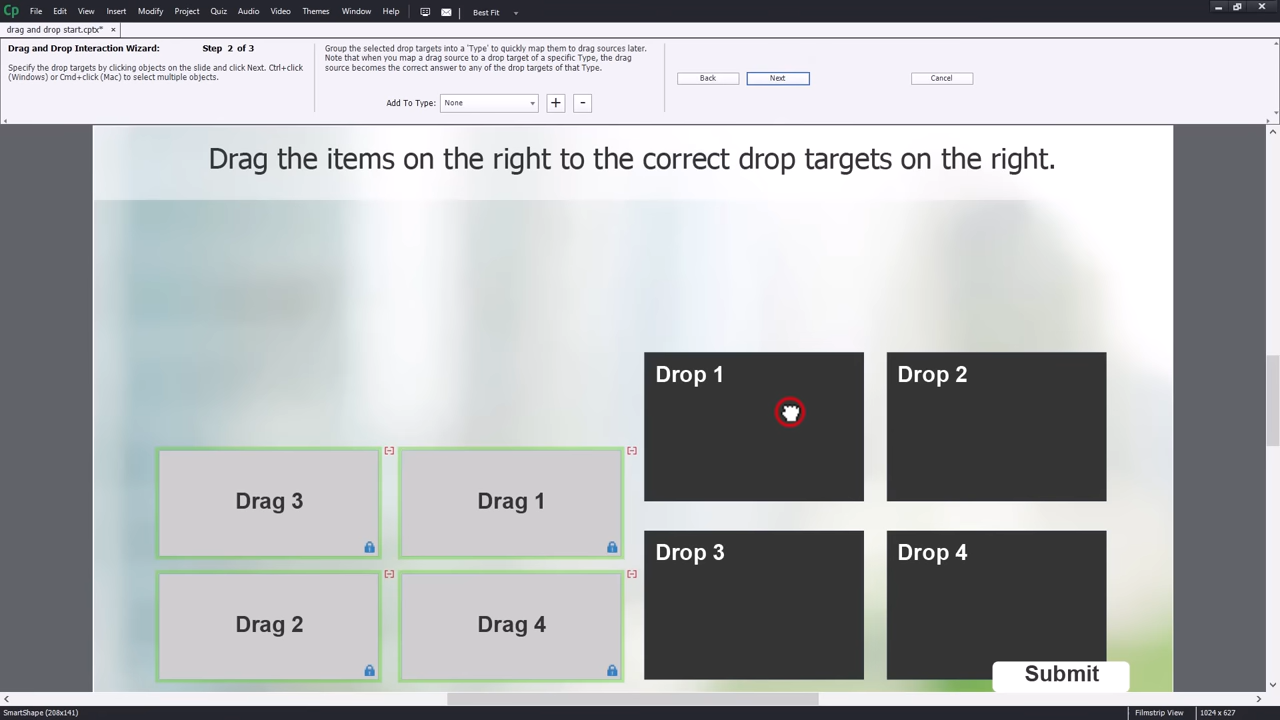 Cp File Edit View Insert Modify Project Quiz Audio Video Themes Window Help Best Fit
drag and drop start.cptx* ×
Drag and Drop Interaction Wizard: Step 2 of 3
Specify the drop targets by clicking objects on the slide and click Next. Ctrl+click
(Windows) or Cmd+click (Mac) to select multiple objects.
Group the selected drop targets into a 'Type' to quickly map them to drag sources later.
Note that when you map a drag source to a drop target of a specific Type, the drag
source becomes the correct answer to any of the drop targets of that Type.
Add To Type: None + -
Back Next Cancel
Drag the items on the right to the correct drop targets on the right.
Drop 1 Drop 2
Drag 3 Drag 1
Drop 3 Drop 4
Drag 2 Drag 4
Submit
SmartShape (208x141) Filmstrip View 1024 x 627